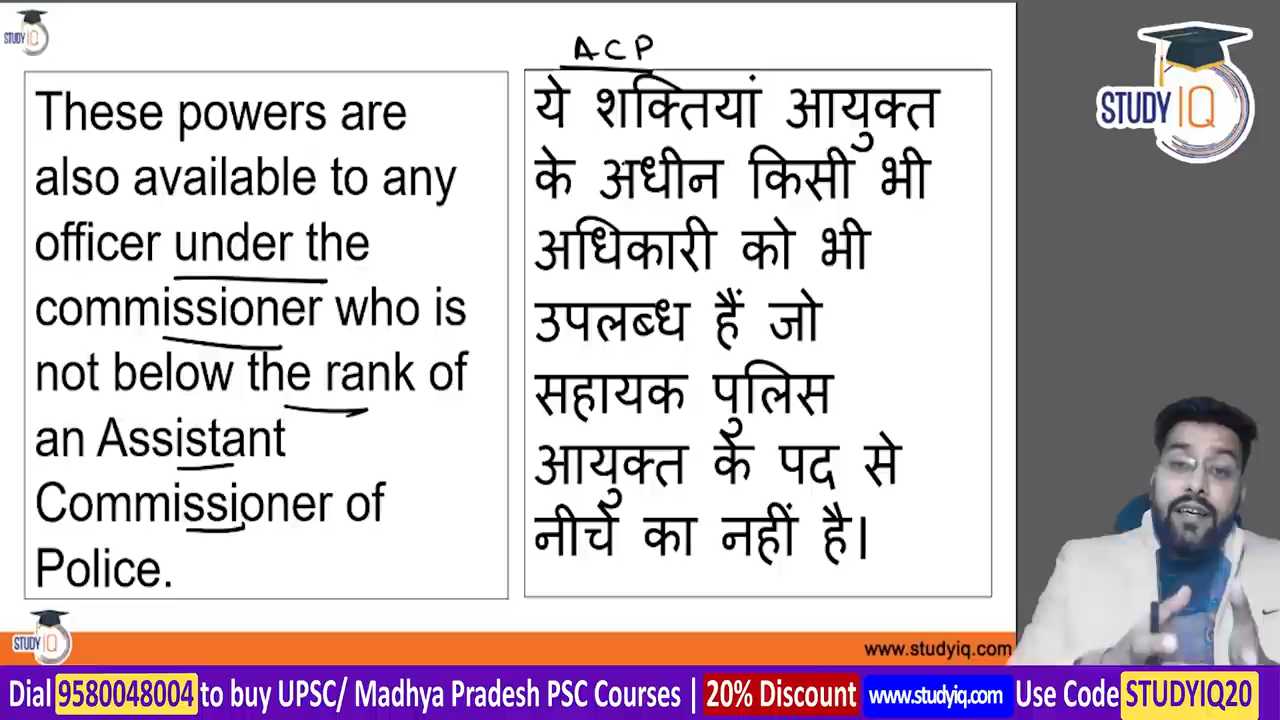 STUDY IQ
ACP
These powers are
also available to any
officer under the
commissioner who is
not below the rank of
an Assistant
Commissioner of
Police.
ये शक्तियां आयुक्त
के अधीन किसी भी
अधिकारी को भी
उपलब्ध हैं जो
सहायक पुलिस
आयुक्त के पद से
नीचे का नहीं है।
STUDY IQ
STUDY IQ
www.studyiq.com
Dial 9580048004 to buy UPSC/ Madhya Pradesh PSC Courses | 20% Discount www.studyiq.com Use Code STUDYIQ20